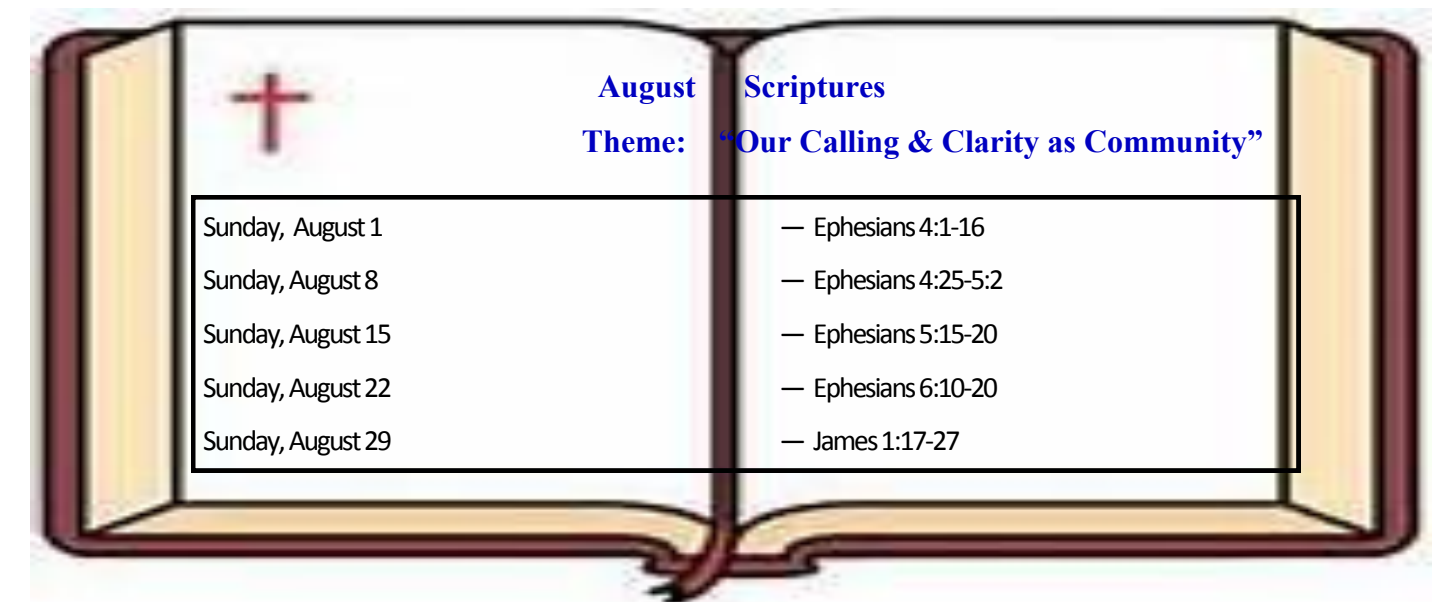 August Scriptures
Theme: “Our Calling & Clarity as Community”
Sunday, August 1 — Ephesians 4:1-16
Sunday, August 8 — Ephesians 4:25-5:2
Sunday, August 15 — Ephesians 5:15-20
Sunday, August 22 — Ephesians 6:10-20
Sunday, August 29 — James 1:17-27